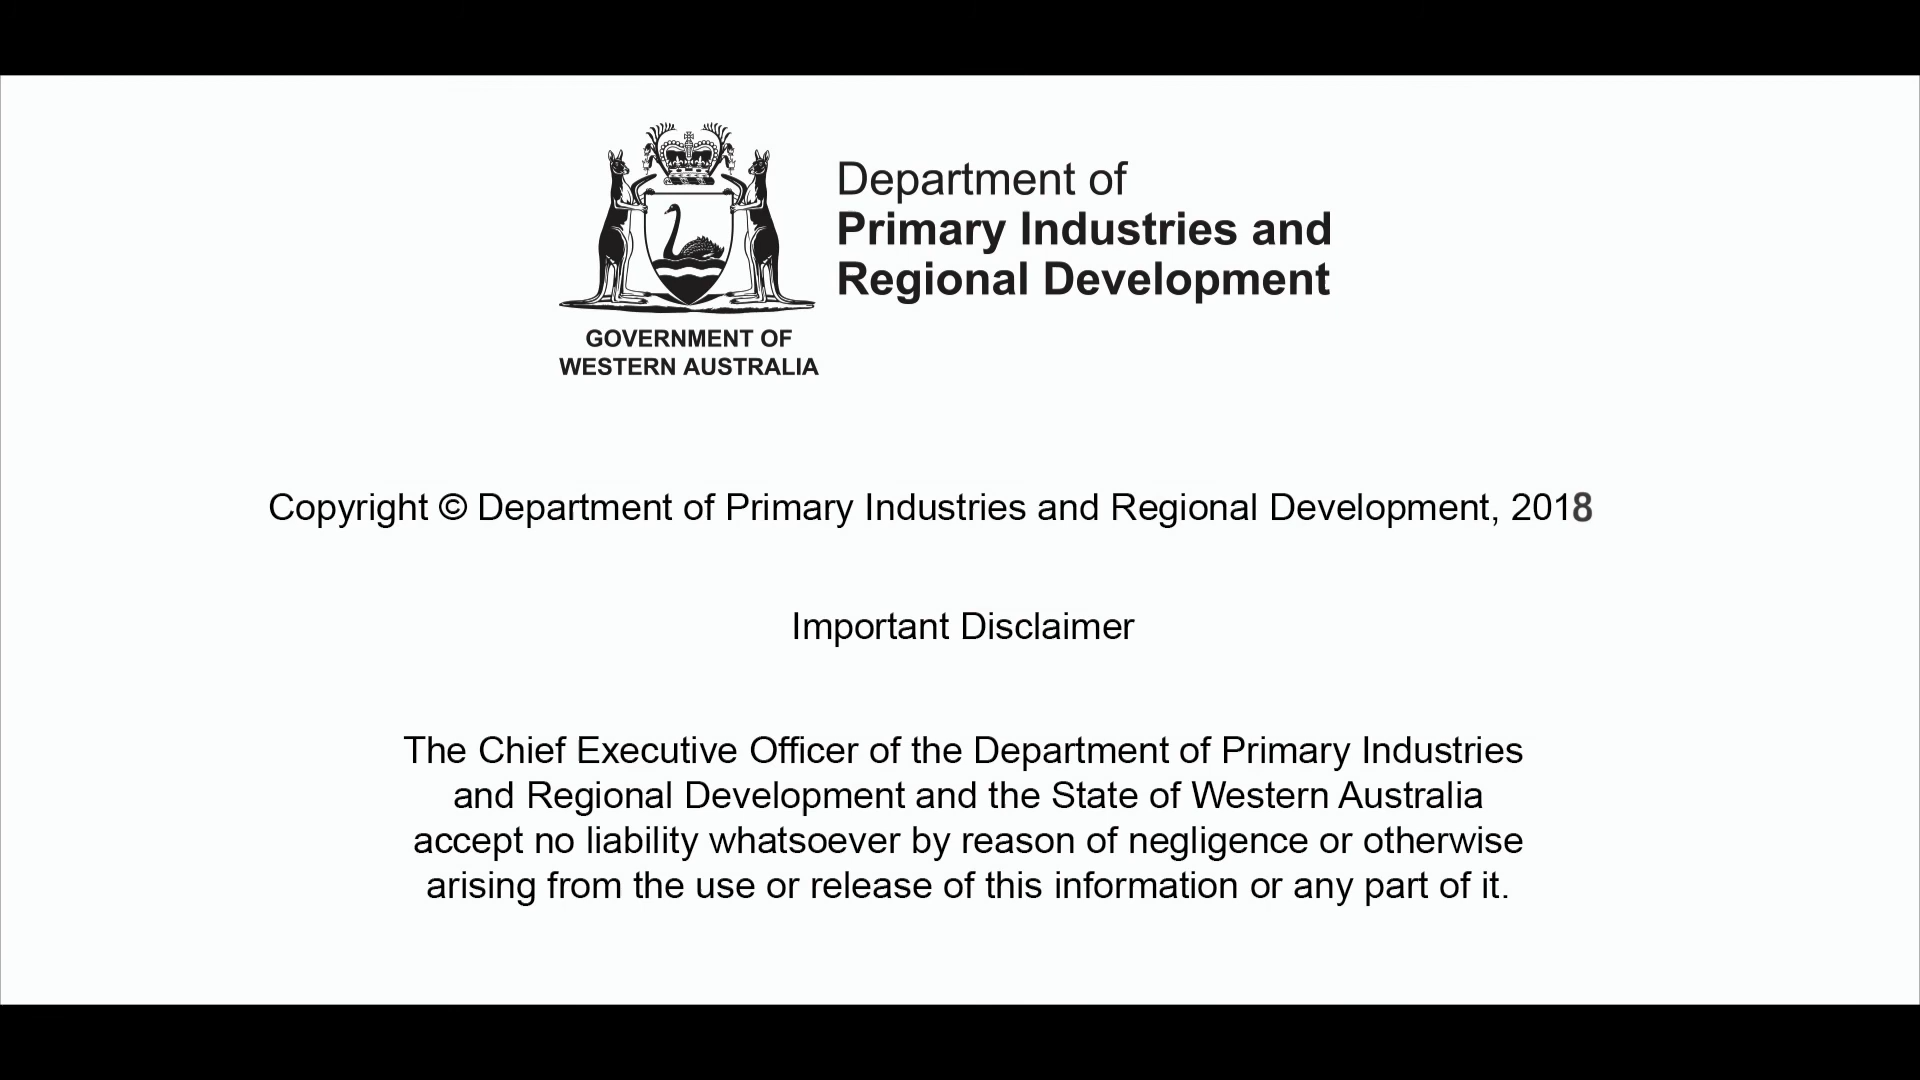 Department of
Primary Industries and
Regional Development
GOVERNMENT OF
WESTERN AUSTRALIA
Copyright © Department of Primary Industries and Regional Development, 2018
Important Disclaimer
The Chief Executive Officer of the Department of Primary Industries
and Regional Development and the State of Western Australia
accept no liability whatsoever by reason of negligence or otherwise
arising from the use or release of this information or any part of it.